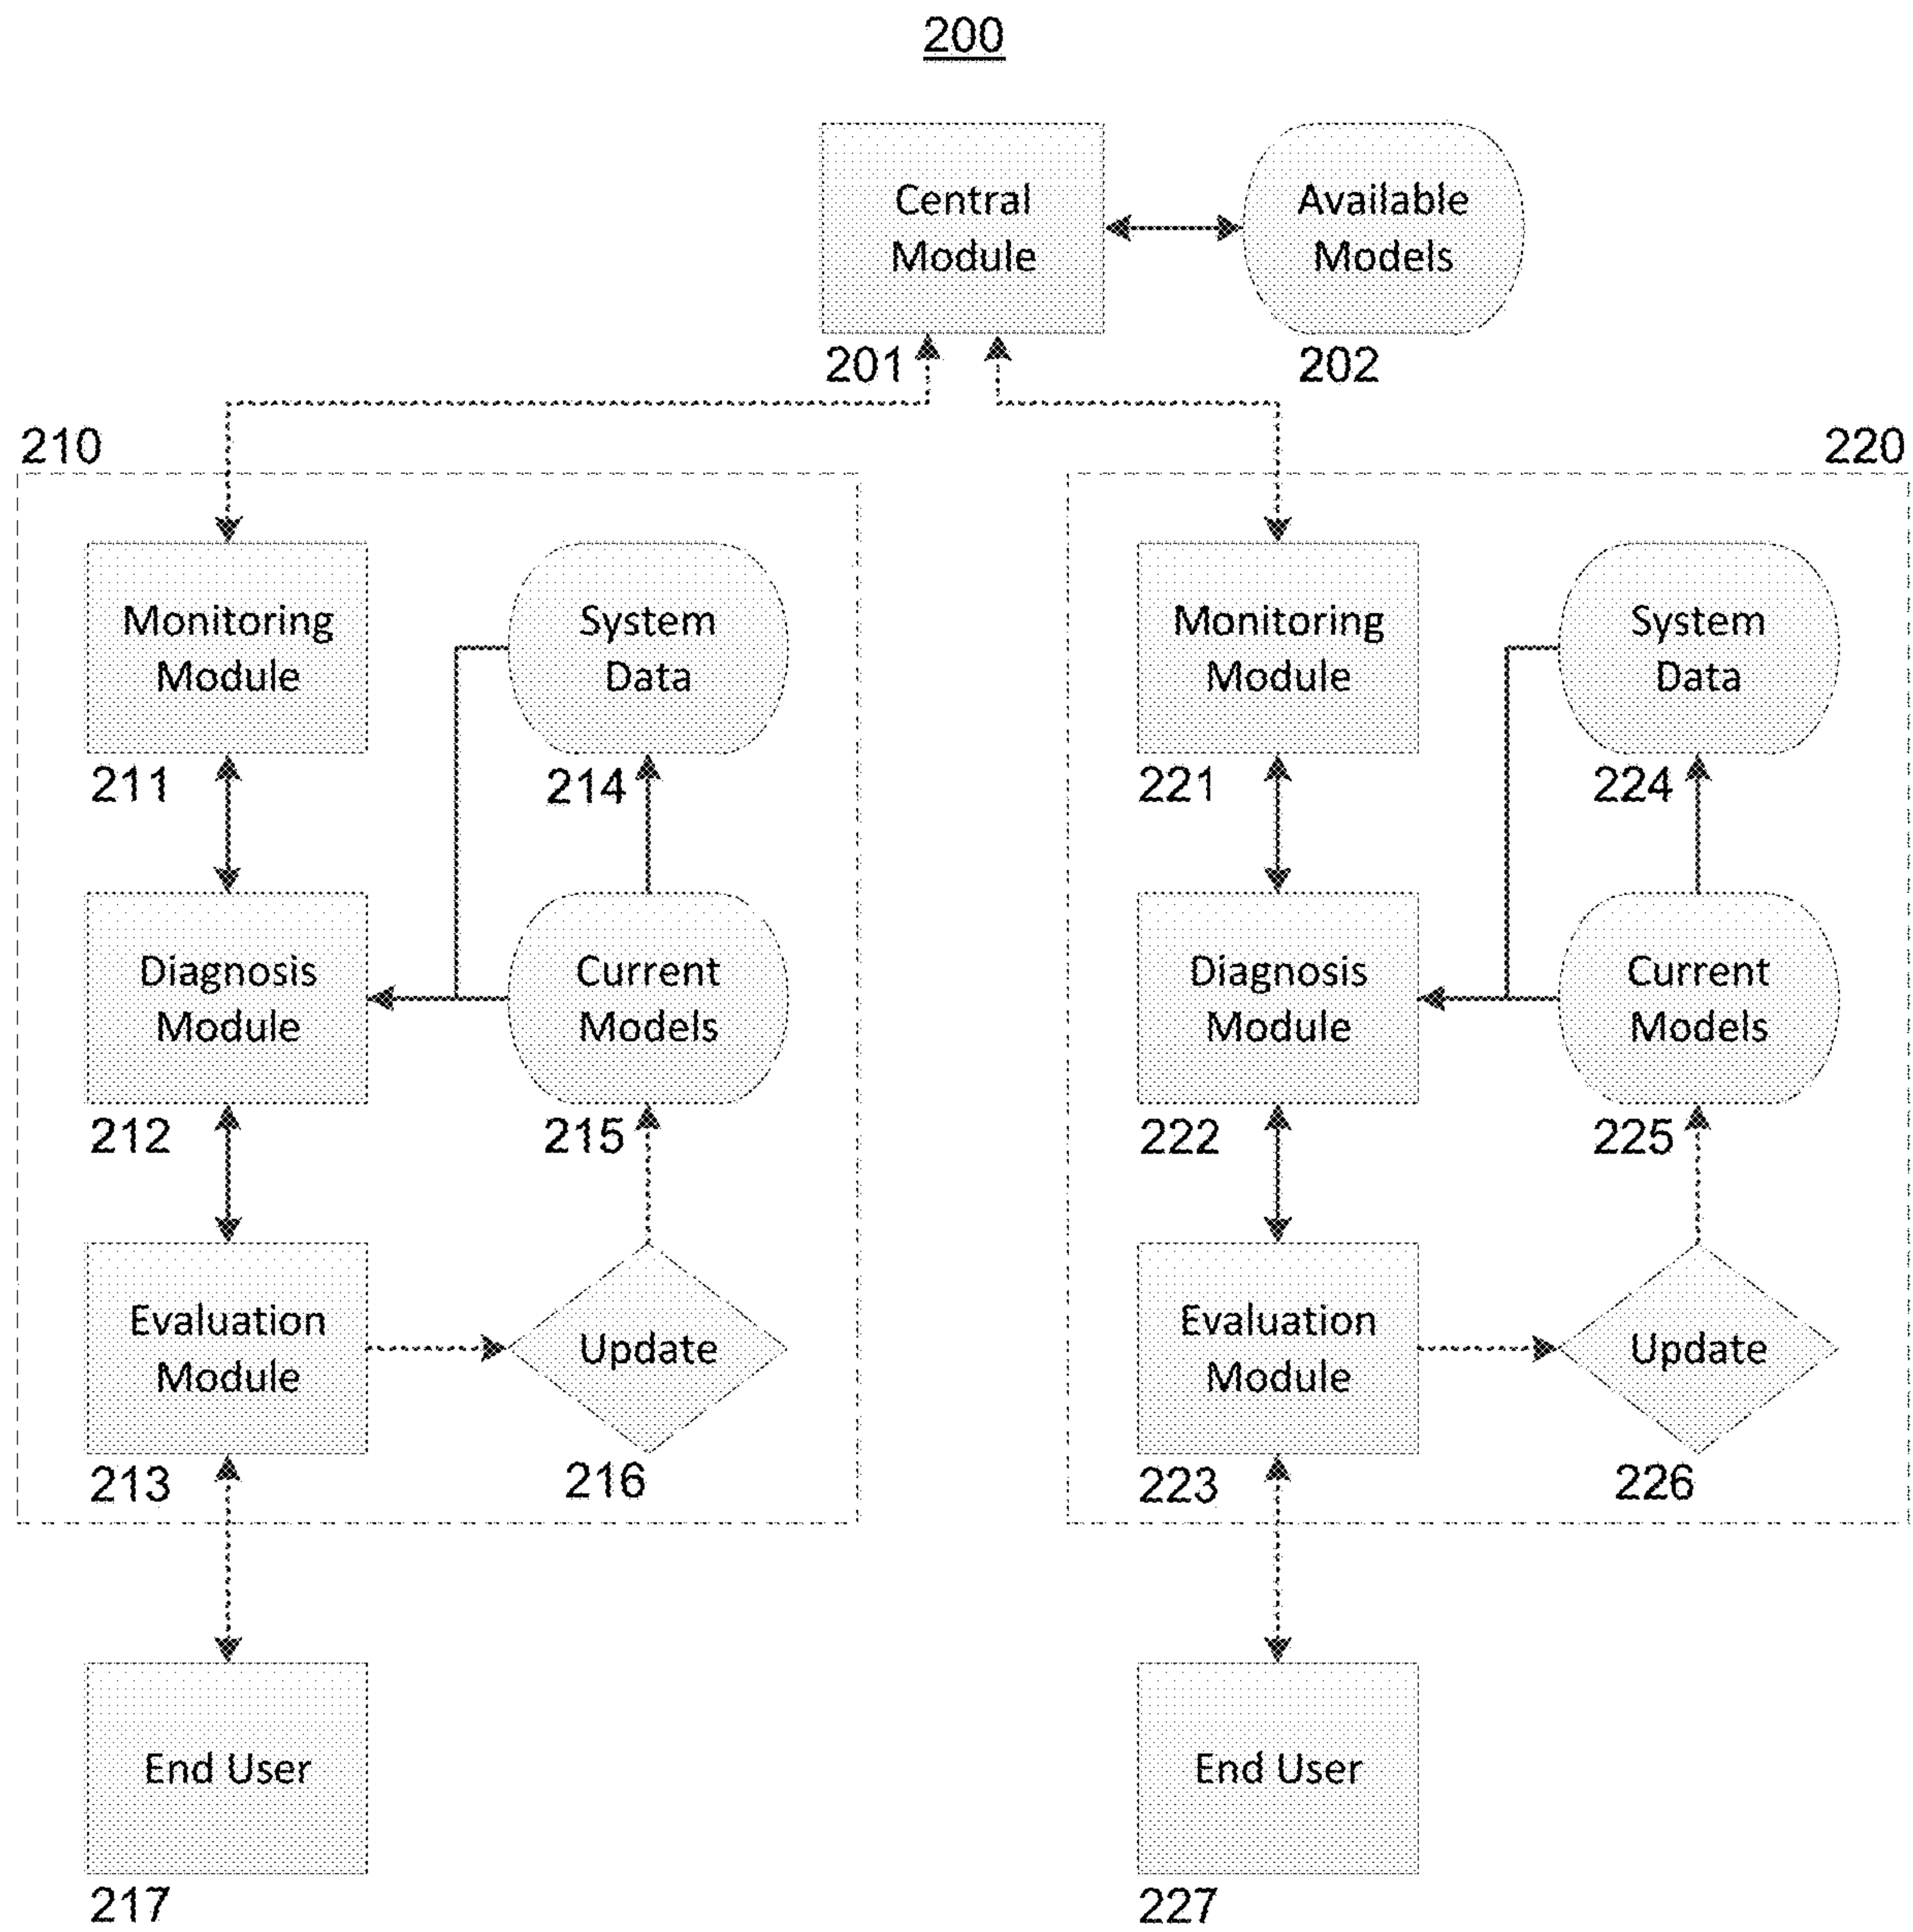 200
Central
Module
Available
Models
201
202
210
220
Monitoring
Module
System
Data
Monitoring
Module
System
Data
211
214
221
224
Diagnosis
Module
Current
Models
Diagnosis
Module
Current
Models
212
215
222
225
Evaluation
Module
Update
Evaluation
Module
Update
213
216
223
226
End User
End User
217
227